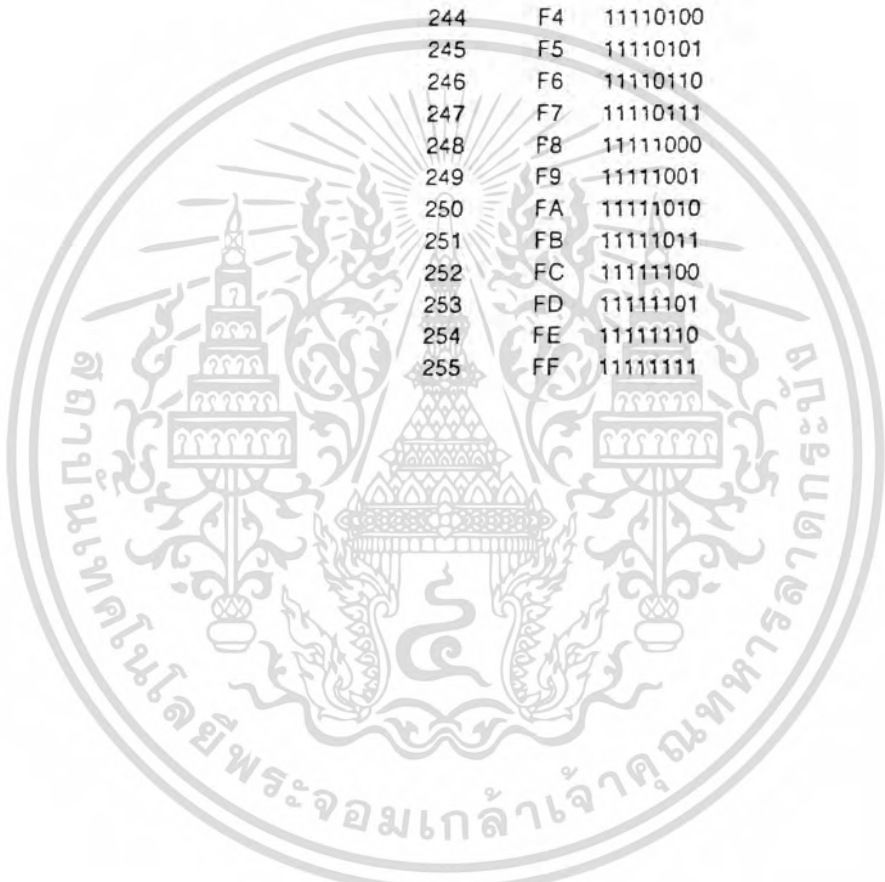 244 F4 11110100
245 F5 11110101
246 F6 11110110
247 F7 11110111
248 F8 11111000
249 F9 11111001
250 FA 11111010
251 FB 11111011
252 FC 11111100
253 FD 11111101
254 FE 11111110
255 FF 11111111
สถาบันเทคโนโลยีพระจอมเกล้าเจ้าคุณทหารลาดกระบัง
๔